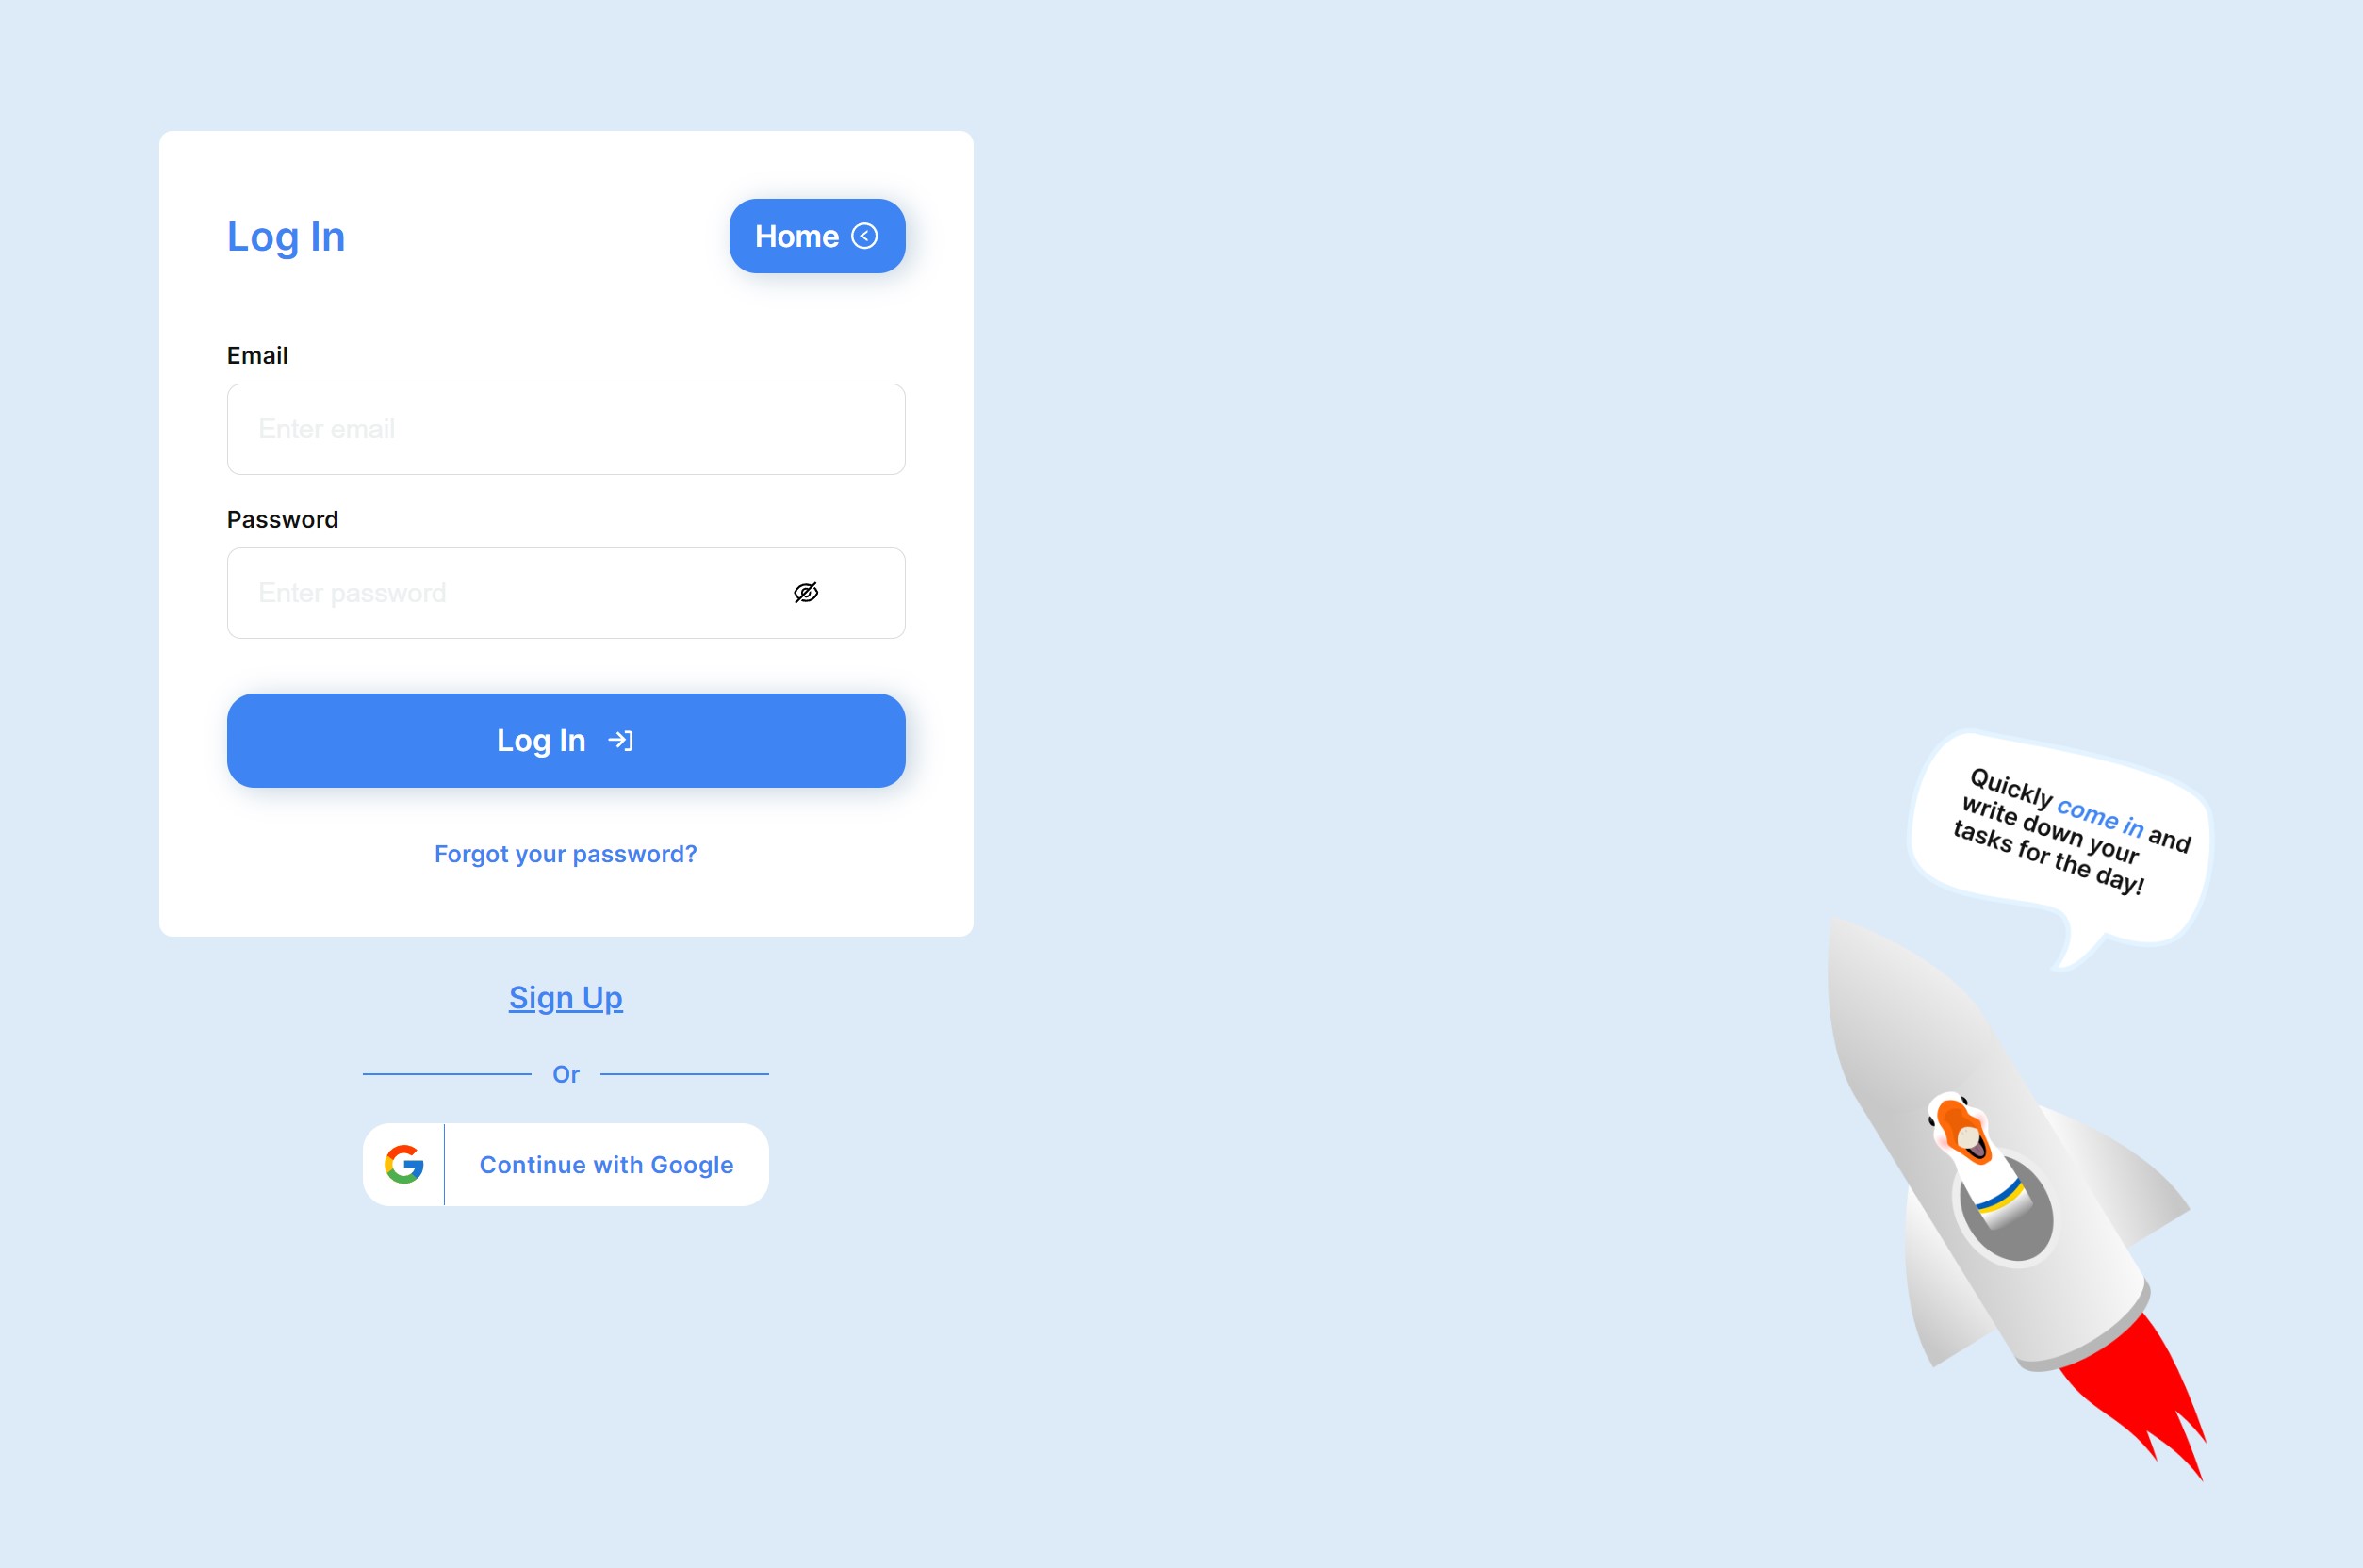 Log In
Home
Email
Enter email
Password
Enter password
Log In
Forgot your password?
Sign Up
Or
Continue with Google
Quickly come in and
write down your
tasks for the day!